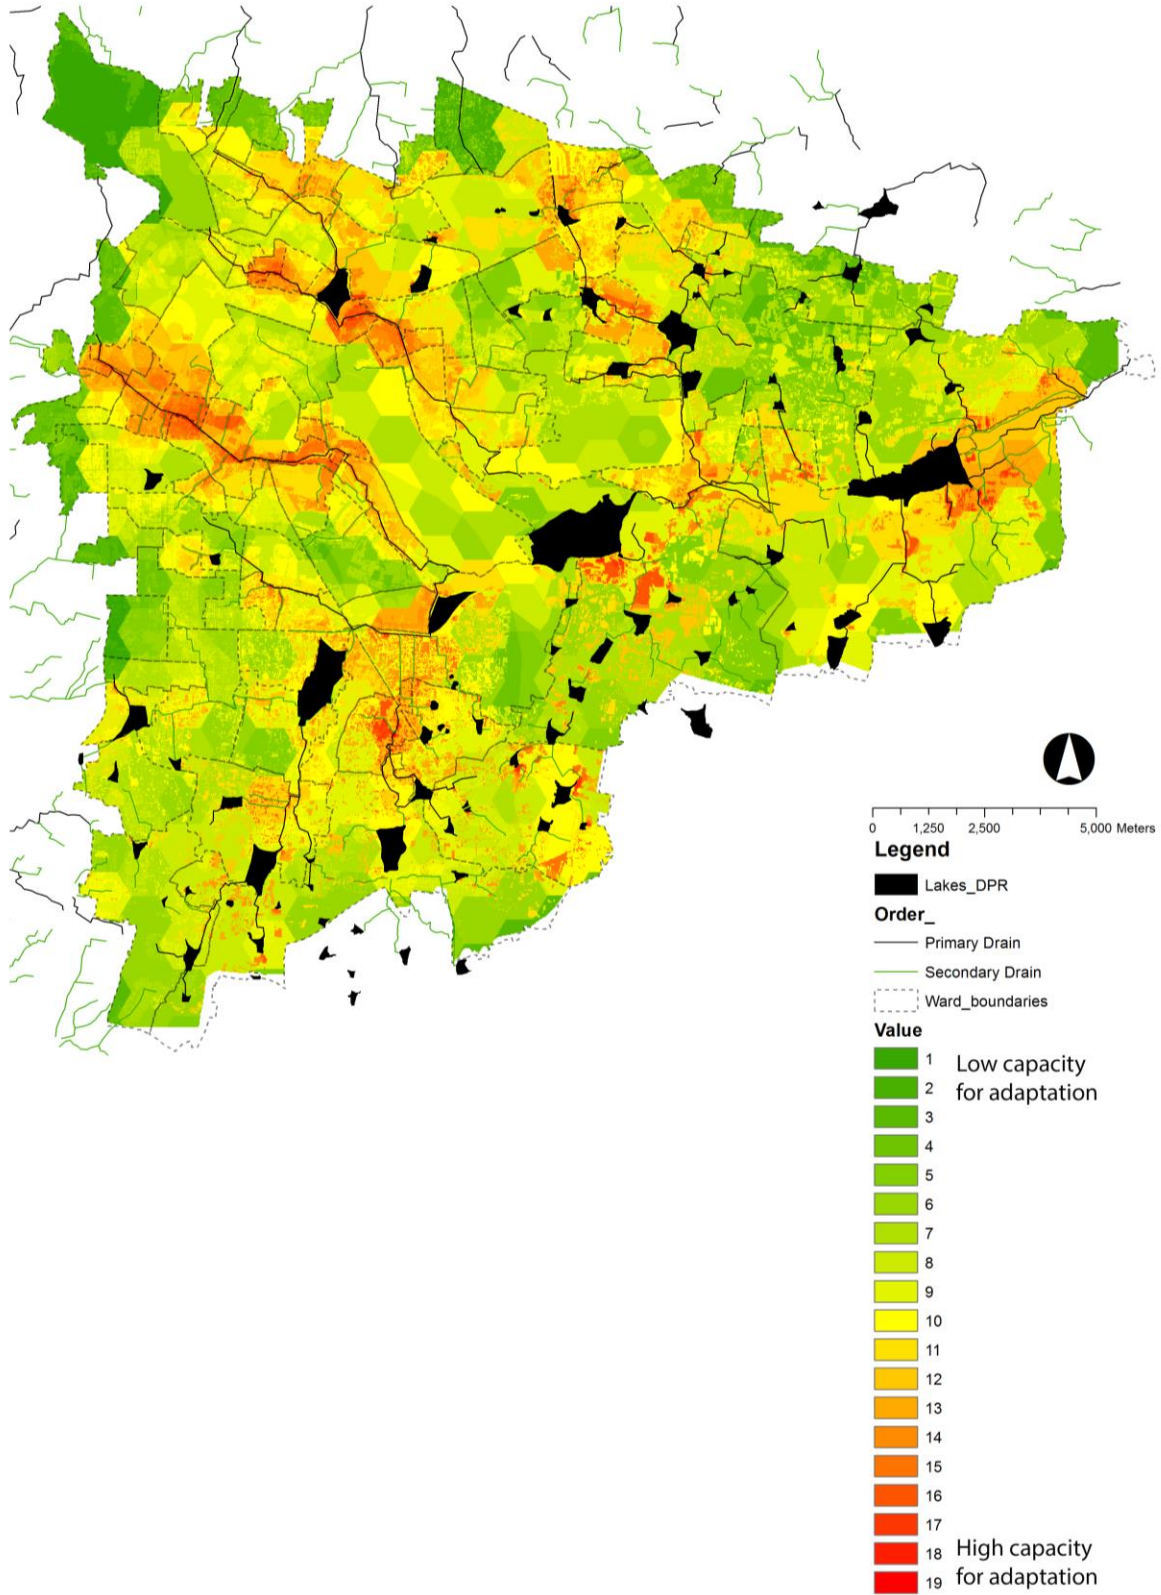 0 1,250 2,500 5,000 Meters
Legend
Lakes_DPR
Order_
Primary Drain
Secondary Drain
Ward_boundaries
Value
1
Low capacity
2
for adaptation
3
4
5
6
7
8
9
10
11
12
13
14
15
16
17
18
High capacity
19
for adaptation